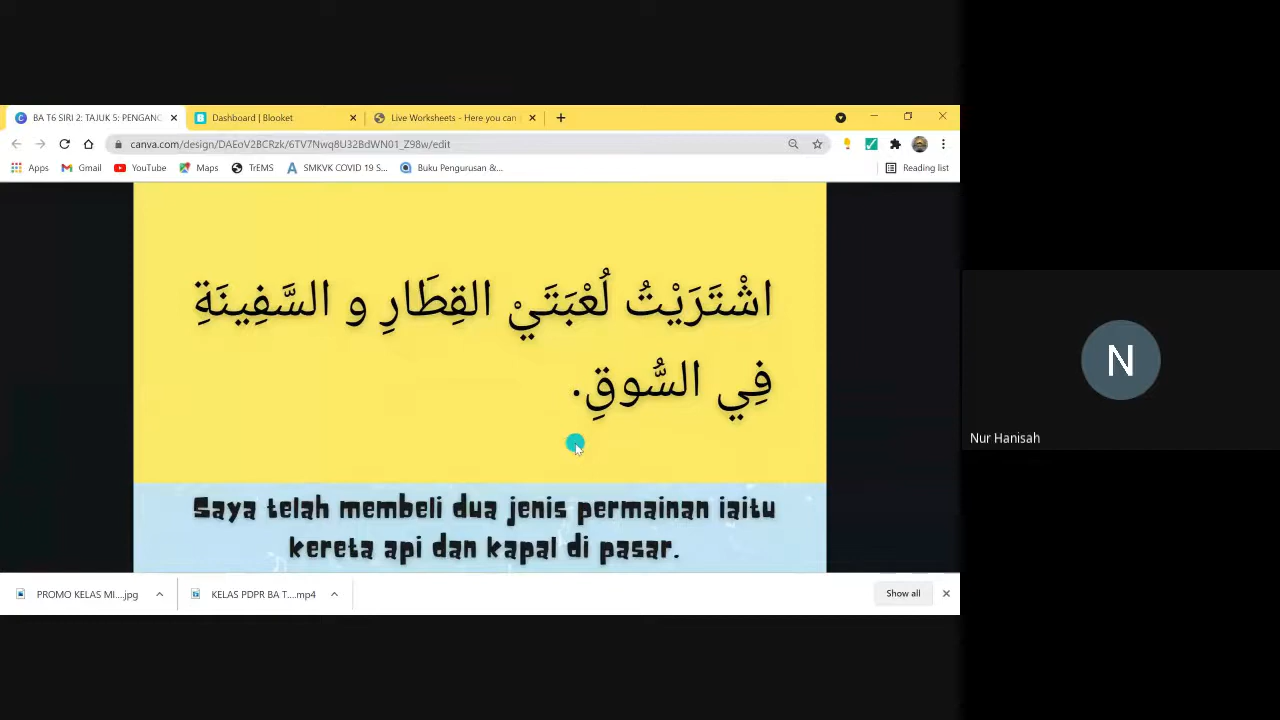 BA T6 SIRI 2: TAJUK 5: PENGANC
Dashboard | Blooket
Live Worksheets - Here you can
canva.com/design/DAEoV2BCRzk/6TV7Nwq8U32BdWN01_Z98w/edit
Apps Gmail YouTube Maps TrEMS SMKVK COVID 19 S... Buku Pengurusan &... Reading list
اشْتَرَيْتُ لُعْبَتَيْ القِطَارِ و السَّفِينَةِ
فِي السُّوقِ.
Saya telah membeli dua jenis permainan iaitu
kereta api dan kapal di pasar.
N
Nur Hanisah
PROMO KELAS MI....jpg KELAS PDPR BA T....mp4 Show all